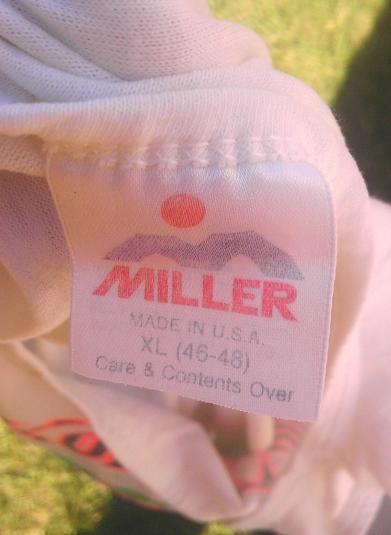 MILLER
MADE IN U.S.A.
XL (46-48)
Care & Contents Over